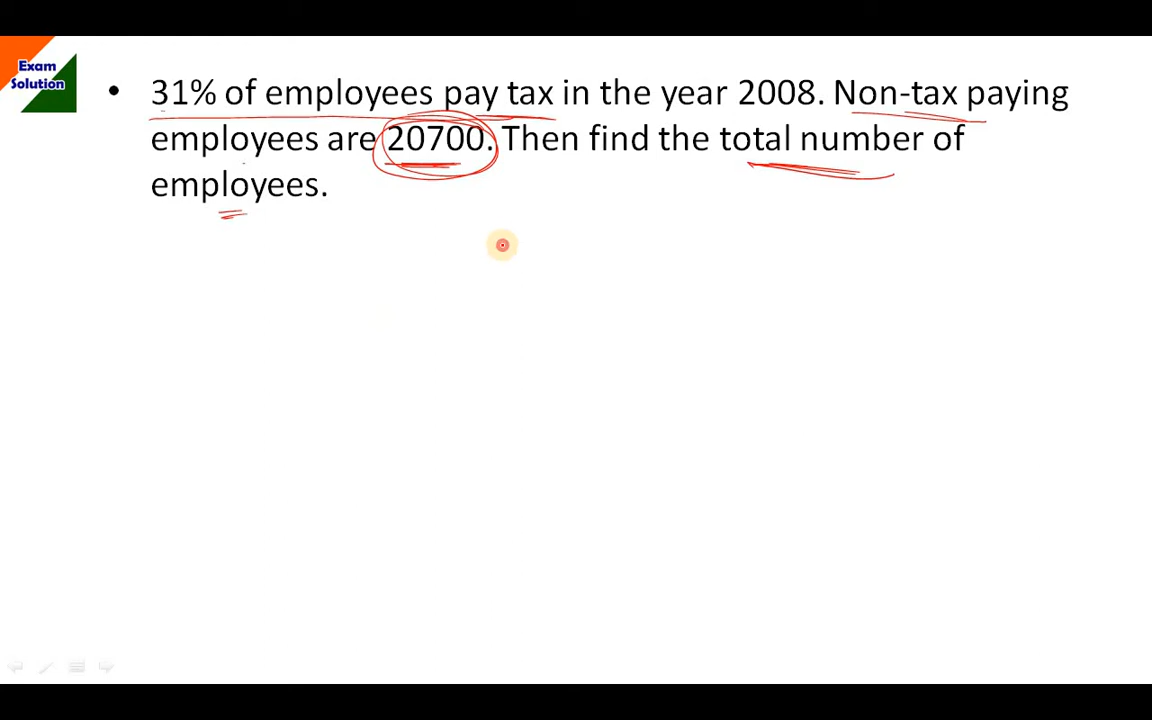 Exam
Solution
• 31% of employees pay tax in the year 2008. Non-tax paying
employees are 20700. Then find the total number of
employees.